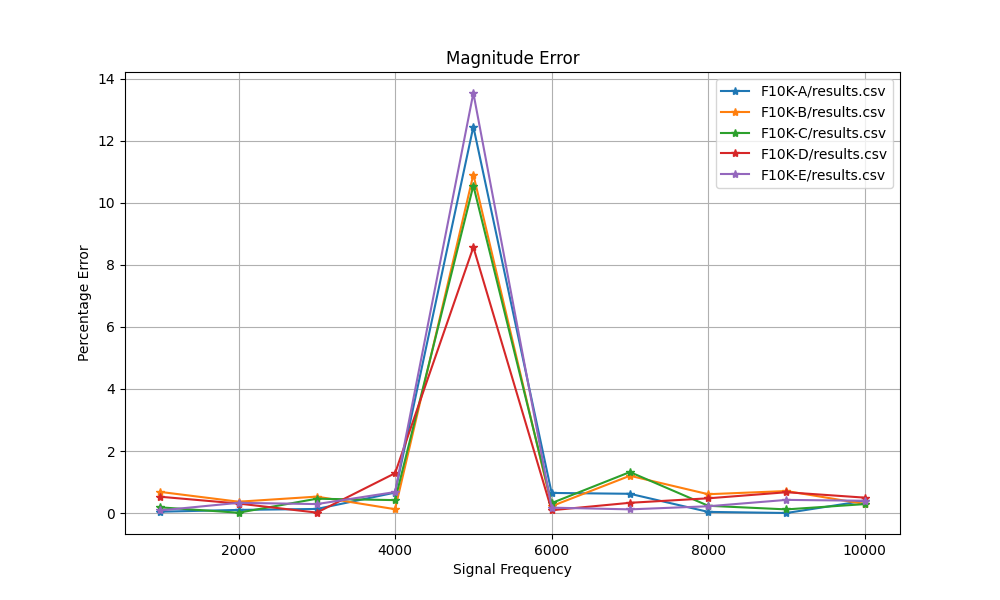 Magnitude Error
14
12
10
8
6
4
2
0
Percentage Error
F10K-A/results.csv
F10K-B/results.csv
F10K-C/results.csv
F10K-D/results.csv
F10K-E/results.csv
2000 4000 6000 8000 10000
Signal Frequency